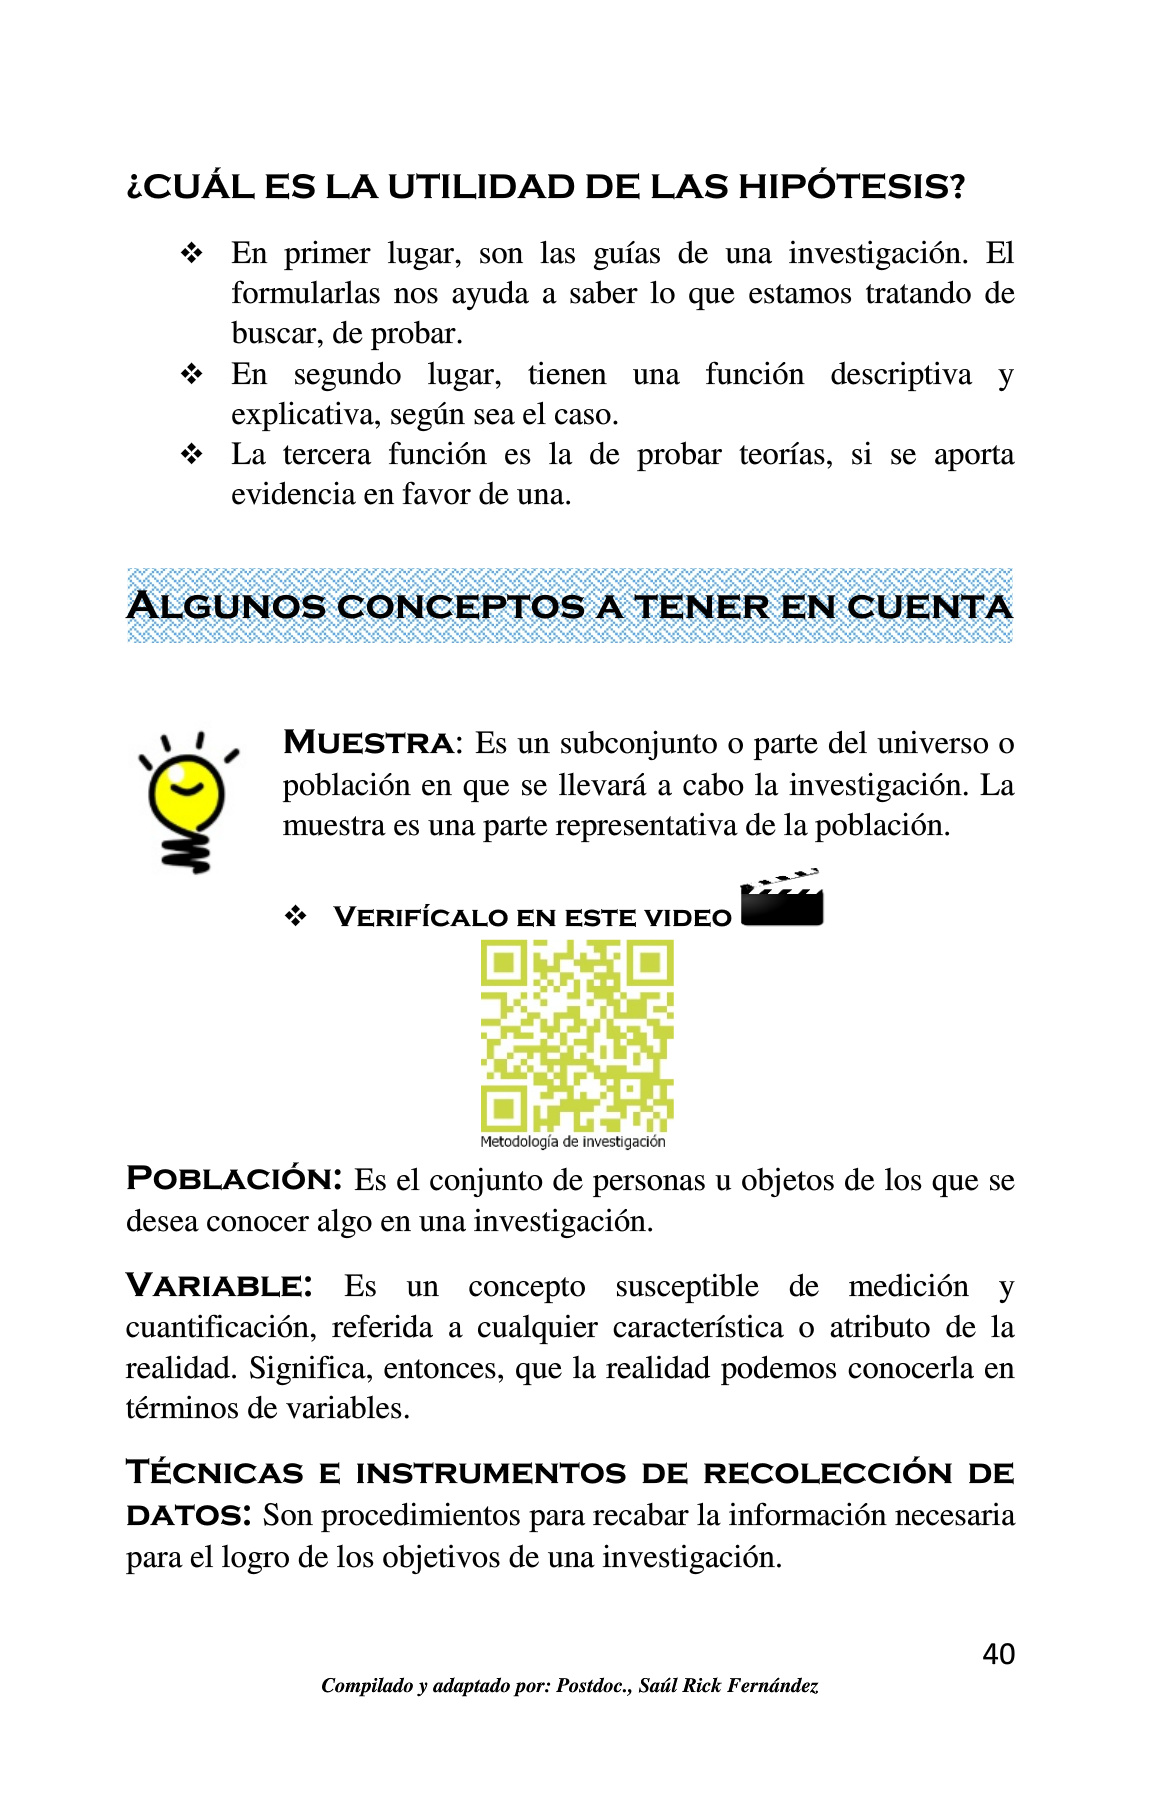 ¿CUÁL ES LA UTILIDAD DE LAS HIPÓTESIS?
❖ En primer lugar, son las guías de una investigación. El
formularlas nos ayuda a saber lo que estamos tratando de
buscar, de probar.
❖ En segundo lugar, tienen una función descriptiva y
explicativa, según sea el caso.
❖ La tercera función es la de probar teorías, si se aporta
evidencia en favor de una.
ALGUNOS CONCEPTOS A TENER EN CUENTA
MUESTRA: Es un subconjunto o parte del universo o
población en que se llevará a cabo la investigación. La
muestra es una parte representativa de la población.
❖ VERIFÍCALO EN ESTE VIDEO
Metodología de investigación
POBLACIÓN: Es el conjunto de personas u objetos de los que se
desea conocer algo en una investigación.
VARIABLE: Es un concepto susceptible de medición y
cuantificación, referida a cualquier característica o atributo de la
realidad. Significa, entonces, que la realidad podemos conocerla en
términos de variables.
TÉCNICAS E INSTRUMENTOS DE RECOLECCIÓN DE
DATOS: Son procedimientos para recabar la información necesaria
para el logro de los objetivos de una investigación.
40
Compilado y adaptado por: Postdoc., Saúl Rick Fernández